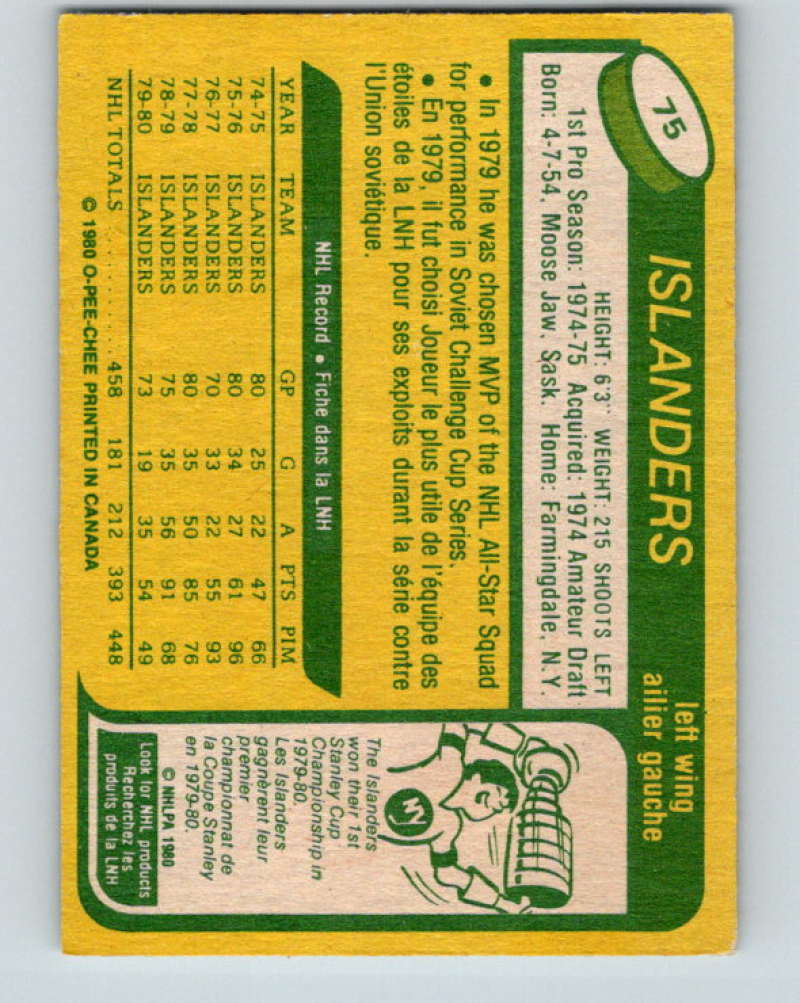 75
ISLANDERS
left wing
ailier gauche
HEIGHT: 6'3" WEIGHT: 215 SHOOTS LEFT
1st Pro Season: 1974-75 Acquired: 1974 Amateur Draft
Born: 4-7-54, Moose Jaw, Sask. Home: Farmingdale, N.Y.
• In 1979 he was chosen MVP of the NHL All-Star Squad
for performance in Soviet Challenge Cup Series.
• En 1979, il fut choisi Joueur le plus utile de l'équipe des
étoiles de la LNH pour ses exploits durant la série contre
l'Union soviétique.
NHL Record • Fiche dans la LNH
YEAR TEAM GP G A PTS PIM
74-75 ISLANDERS 80 25 22 47 66
75-76 ISLANDERS 80 34 27 61 96
76-77 ISLANDERS 70 33 22 55 93
77-78 ISLANDERS 80 35 50 85 76
78-79 ISLANDERS 75 35 56 91 68
79-80 ISLANDERS 73 19 35 54 49
NHL TOTALS .......... 458 181 212 393 448
© 1980 O-PEE-CHEE PRINTED IN CANADA
NY
The Islanders
won their 1st
Stanley Cup
Championship in
1979-80.
Les Islanders
gagnèrent leur
premier
championnat de
la Coupe Stanley
en 1979-80.
© NHLPA 1980
Look for NHL products
Recherchez les
produits de la LNH